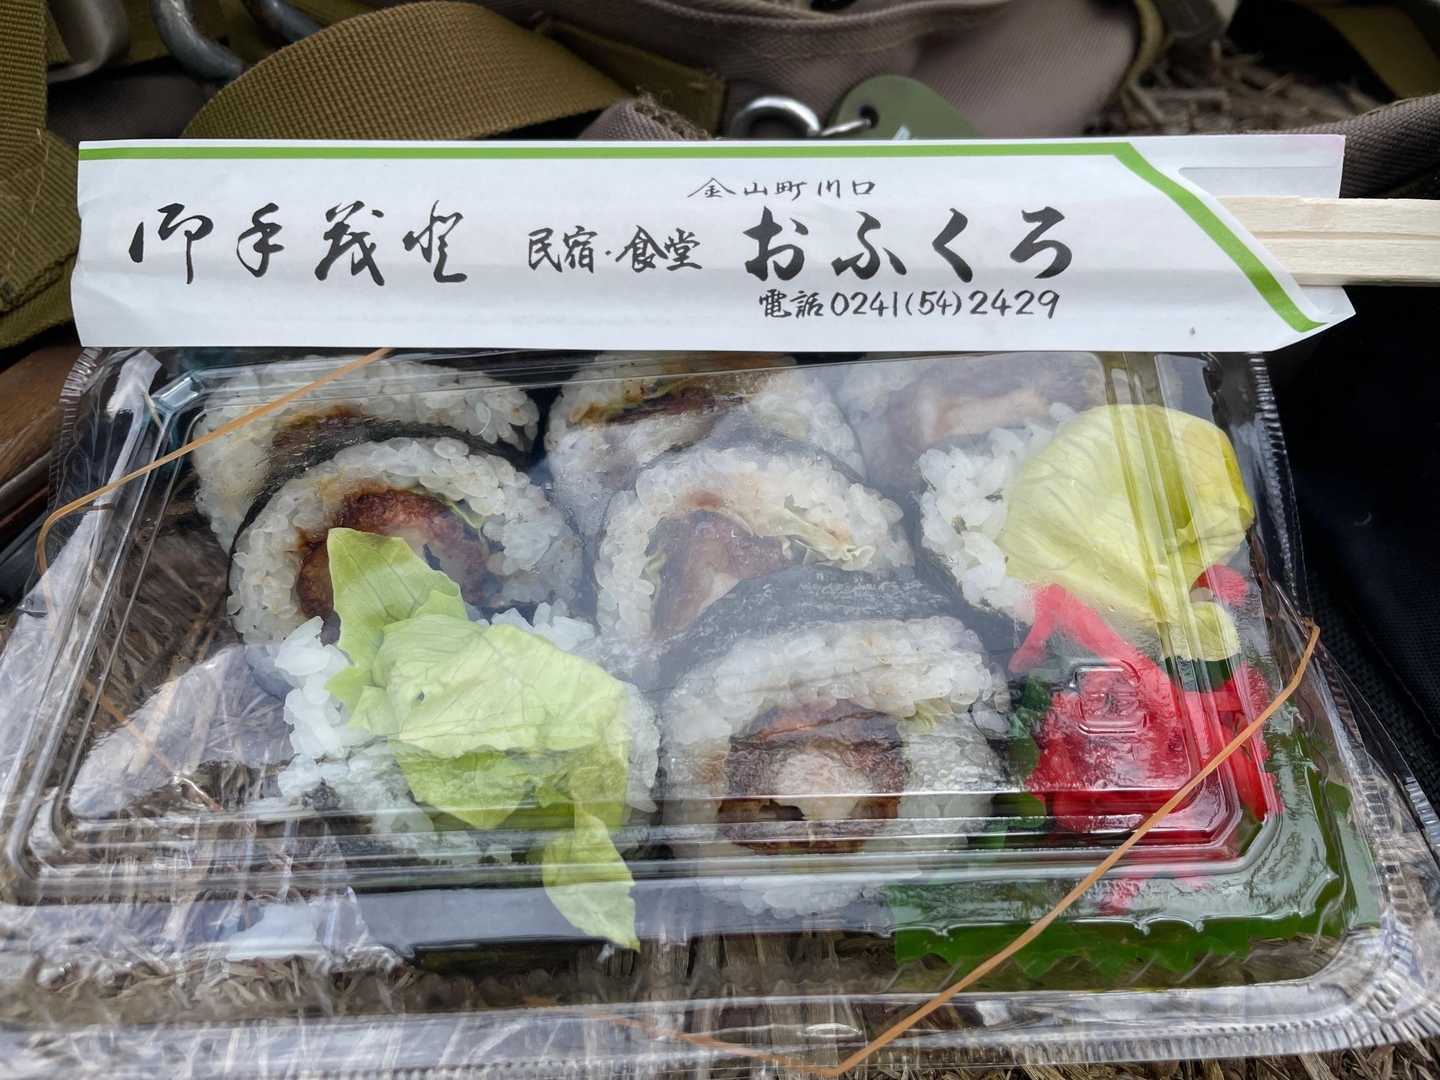 金山町川口
御手茂登 民宿・食堂 おふくろ
電話0241(54)2429